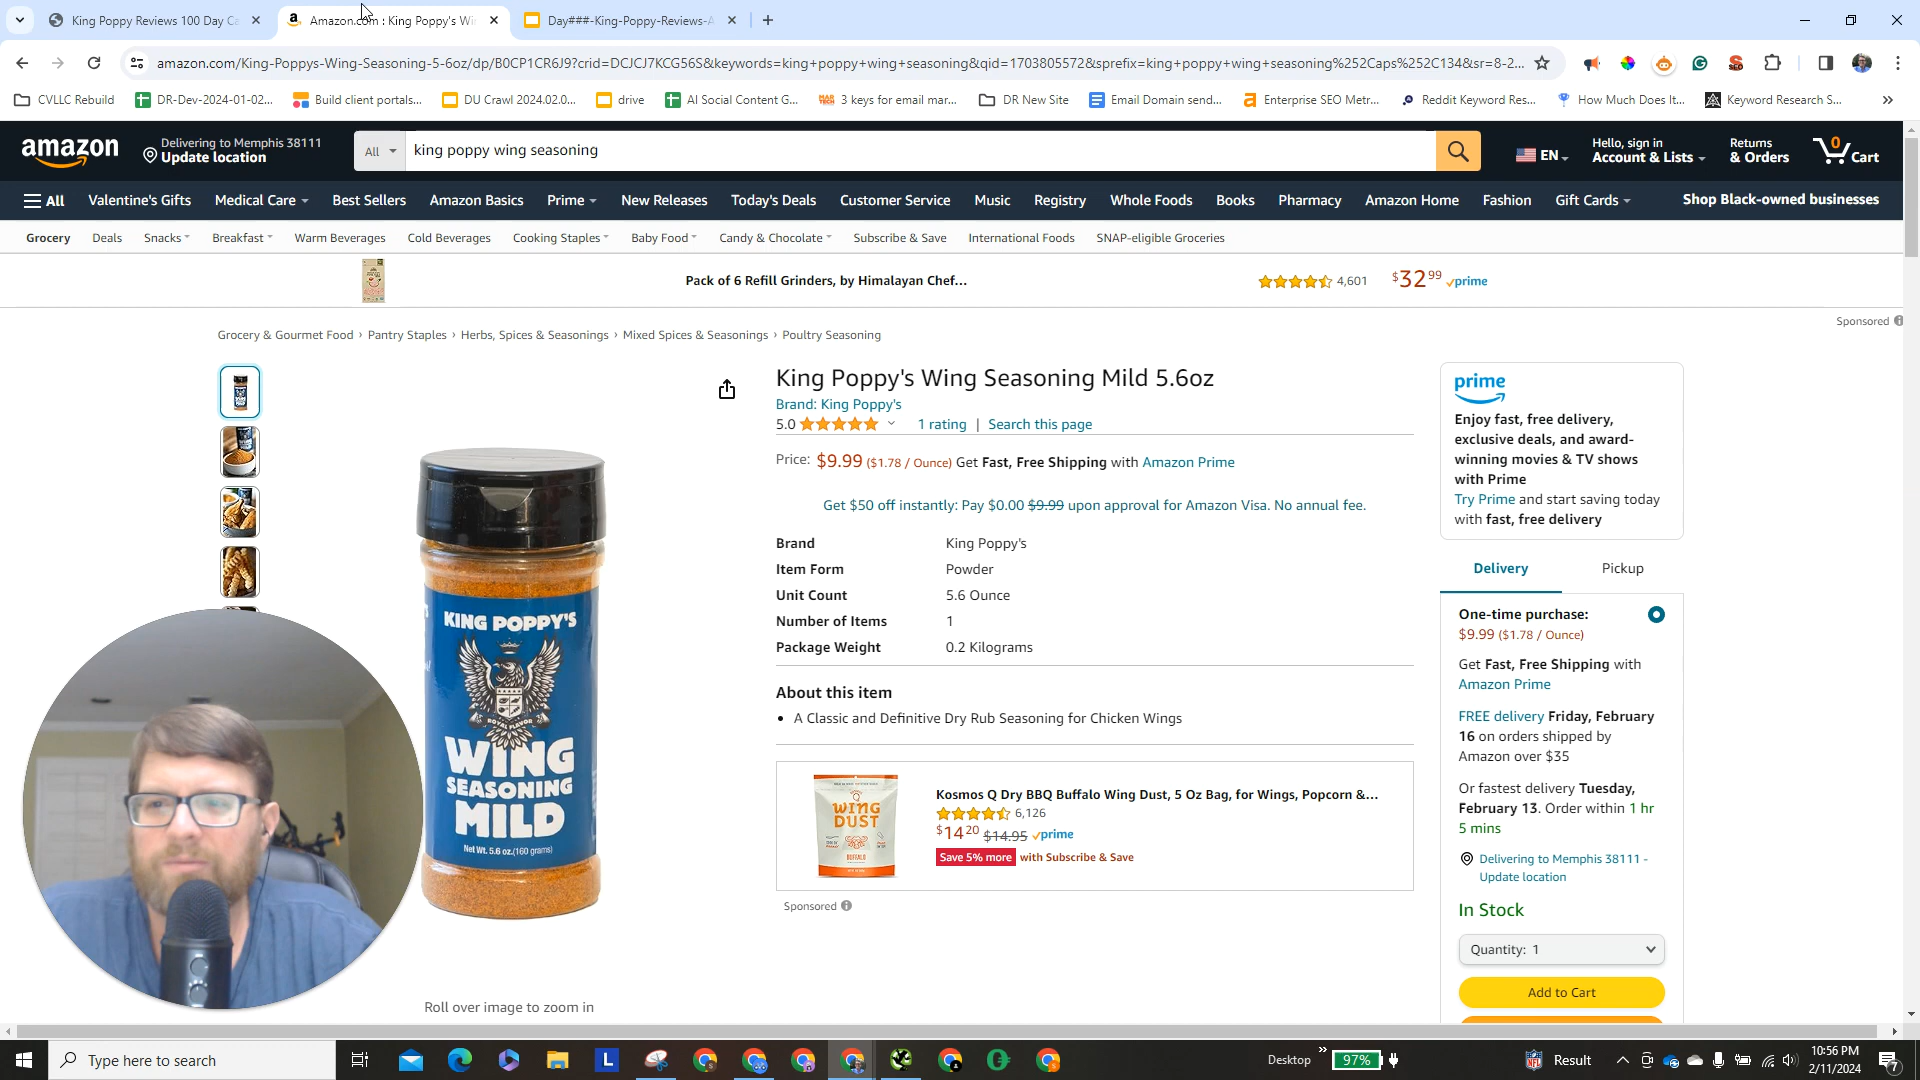 King Poppy Reviews 100 Day Ca
Amazon.com : King Poppy's Wi
Day###-King-Poppy-Reviews-A
amazon.com/King-Poppys-Wing-Seasoning-5-6oz/dp/B0CP1CR6J9?crid=DCJCJ7KCG56S&keywords=king+poppy+wing+seasoning&qid=1703805572&sprefix=king+poppy+wing+seasoning%252Caps%252C134&sr=8-2...
CVLLC Rebuild
DR-Dev-2024-01-02...
Build client portals...
DU Crawl 2024.02.0...
drive
AI Social Content G...
3 keys for email mar...
DR New Site
Email Domain send...
Enterprise SEO Metr...
Reddit Keyword Res...
How Much Does It...
Keyword Research S...
»
amazon
Delivering to Memphis 38111
Update location
All
king poppy wing seasoning
EN
Hello, sign in
Account & Lists
Returns
& Orders
0
Cart
All
Valentine's Gifts
Medical Care
Best Sellers
Amazon Basics
Prime
New Releases
Today's Deals
Customer Service
Music
Registry
Whole Foods
Books
Pharmacy
Amazon Home
Fashion
Gift Cards
Shop Black-owned businesses
Grocery
Deals
Snacks
Breakfast
Warm Beverages
Cold Beverages
Cooking Staples
Baby Food
Candy & Chocolate
Subscribe & Save
International Foods
SNAP-eligible Groceries
Pack of 6 Refill Grinders, by Himalayan Chef...
4,601
$32 99 prime
Sponsored
Grocery & Gourmet Food › Pantry Staples › Herbs, Spices & Seasonings › Mixed Spices & Seasonings › Poultry Seasoning
King Poppy's Wing Seasoning Mild 5.6oz
Brand: King Poppy's
5.0
1 rating | Search this page
Price: $9.99 ($1.78 / Ounce) Get Fast, Free Shipping with Amazon Prime
Get $50 off instantly: Pay $0.00 $9.99 upon approval for Amazon Visa. No annual fee.
Brand King Poppy's
Item Form Powder
Unit Count 5.6 Ounce
Number of Items 1
Package Weight 0.2 Kilograms
About this item
• A Classic and Definitive Dry Rub Seasoning for Chicken Wings
WING
DUST
BUFFALO
Kosmos Q Dry BBQ Buffalo Wing Dust, 5 Oz Bag, for Wings, Popcorn &...
6,126
$14 20 $14.95 prime
Save 5% more with Subscribe & Save
Sponsored
KING POPPY'S
ROYAL FLAVOR
WING
SEASONING
MILD
Net Wt. 5.6 oz.(160 grams)
Roll over image to zoom in
prime
Enjoy fast, free delivery,
exclusive deals, and award-
winning movies & TV shows
with Prime
Try Prime and start saving today
with fast, free delivery
Delivery
Pickup
One-time purchase:
$9.99 ($1.78 / Ounce)
Get Fast, Free Shipping with
Amazon Prime
FREE delivery Friday, February
16 on orders shipped by
Amazon over $35
Or fastest delivery Tuesday,
February 13. Order within 1 hr
5 mins
Delivering to Memphis 38111 -
Update location
In Stock
Quantity: 1
Add to Cart
Type here to search
Desktop
»
97%
Result
10:56 PM
2/11/2024
7